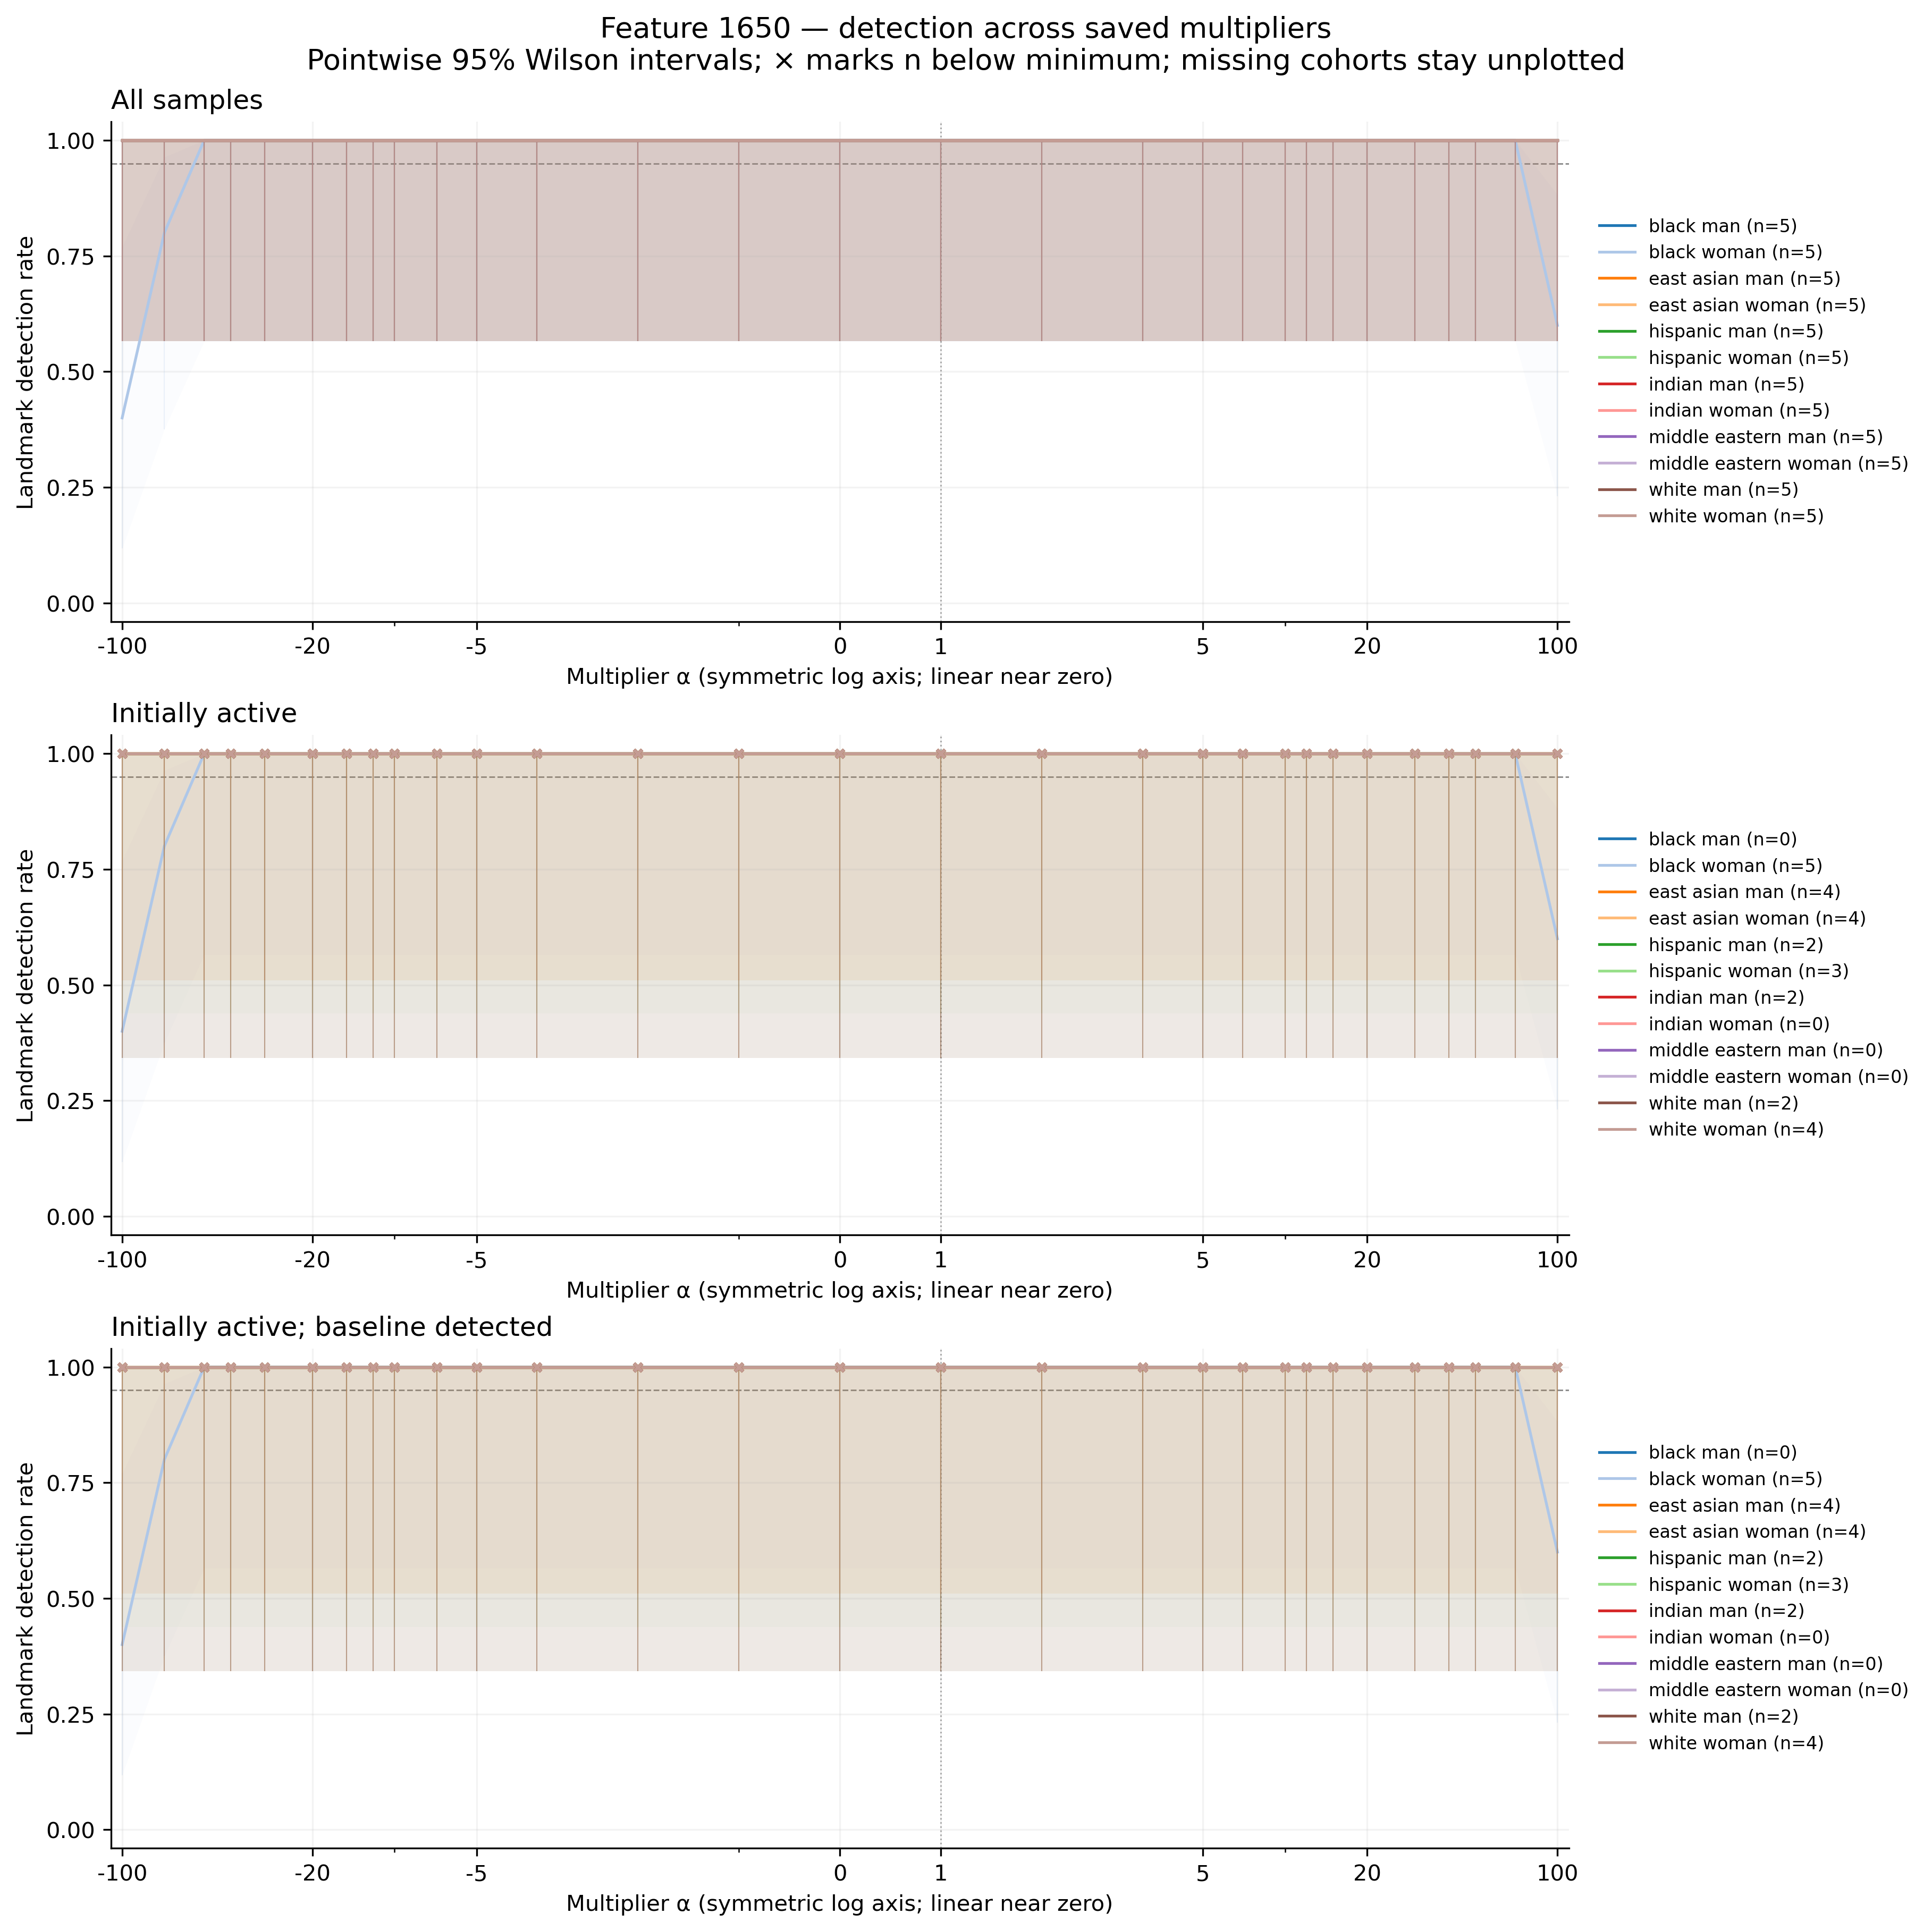 Feature 1650 — detection across saved multipliers
Pointwise 95% Wilson intervals; × marks n below minimum; missing cohorts stay unplotted
All samples
Landmark detection rate
1.00
0.75
0.50
0.25
0.00
-100
-20
-5
0
1
5
20
100
Multiplier α (symmetric log axis; linear near zero)
black man (n=5)
black woman (n=5)
east asian man (n=5)
east asian woman (n=5)
hispanic man (n=5)
hispanic woman (n=5)
indian man (n=5)
indian woman (n=5)
middle eastern man (n=5)
middle eastern woman (n=5)
white man (n=5)
white woman (n=5)
Initially active
Landmark detection rate
1.00
0.75
0.50
0.25
0.00
-100
-20
-5
0
1
5
20
100
Multiplier α (symmetric log axis; linear near zero)
black man (n=0)
black woman (n=5)
east asian man (n=4)
east asian woman (n=4)
hispanic man (n=2)
hispanic woman (n=3)
indian man (n=2)
indian woman (n=0)
middle eastern man (n=0)
middle eastern woman (n=0)
white man (n=2)
white woman (n=4)
Initially active; baseline detected
Landmark detection rate
1.00
0.75
0.50
0.25
0.00
-100
-20
-5
0
1
5
20
100
Multiplier α (symmetric log axis; linear near zero)
black man (n=0)
black woman (n=5)
east asian man (n=4)
east asian woman (n=4)
hispanic man (n=2)
hispanic woman (n=3)
indian man (n=2)
indian woman (n=0)
middle eastern man (n=0)
middle eastern woman (n=0)
white man (n=2)
white woman (n=4)